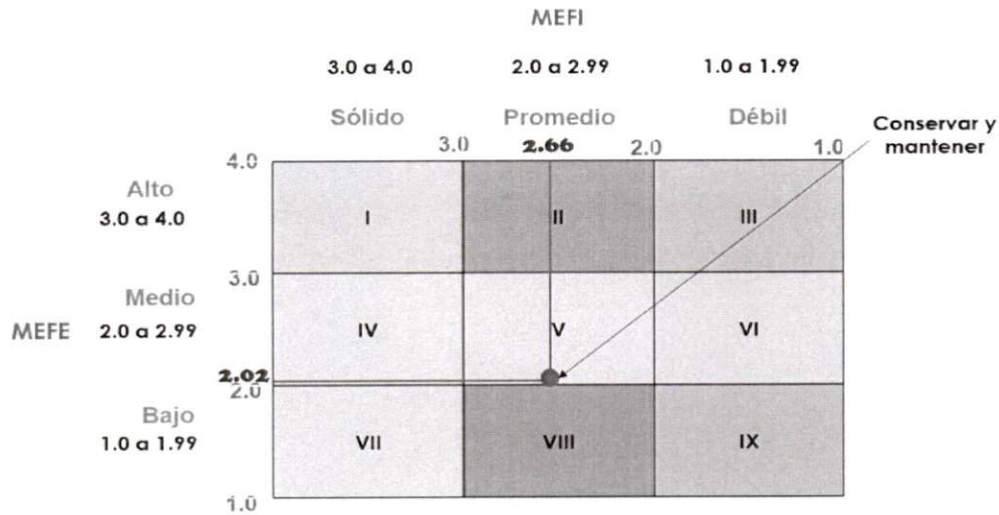 MEFI
3.0 a 4.0 2.0 a 2.99 1.0 a 1.99
Sólido Promedio Débil
Conservar y
mantener
4.0 3.0 2.66 2.0 1.0
Alto
3.0 a 4.0
I II III
3.0
Medio
MEFE 2.0 a 2.99
IV V VI
2.02
2.0
Bajo
1.0 a 1.99
VII VIII IX
1.0